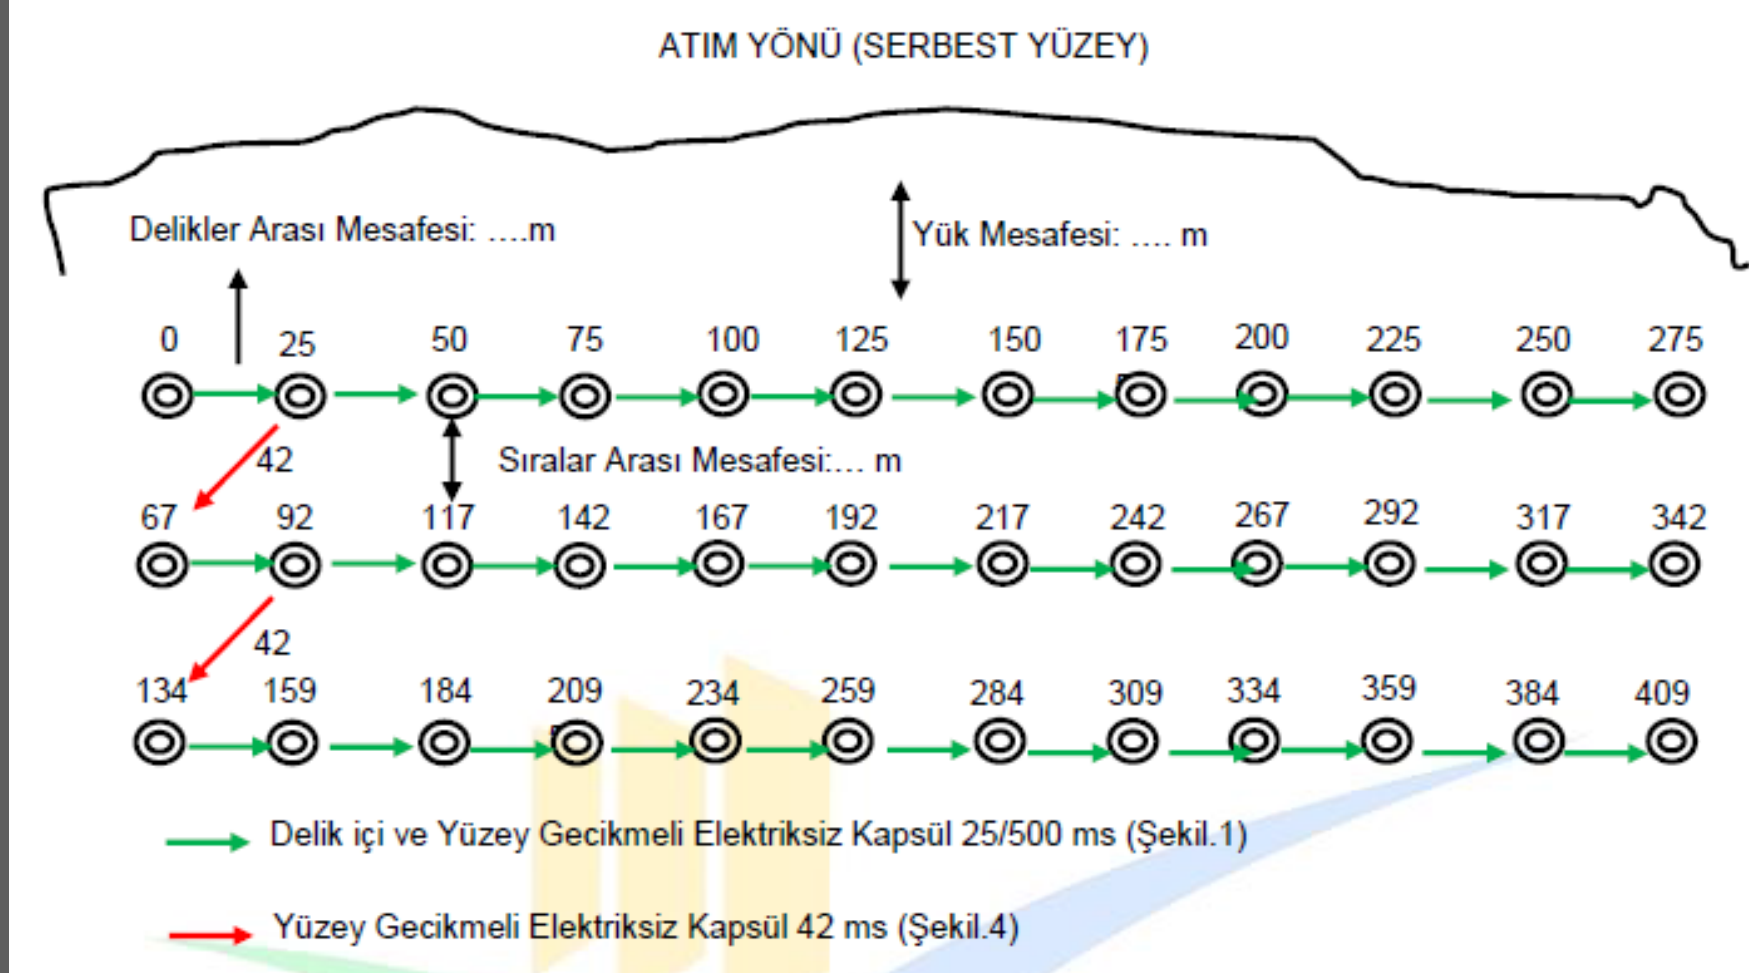 ATIM YÖNÜ (SERBEST YÜZEY)
Delikler Arası Mesafesi: ....m
Yük Mesafesi: .... m
0 25 50 75 100 125 150 175 200 225 250 275
42
Sıralar Arası Mesafesi:... m
67 92 117 142 167 192 217 242 267 292 317 342
42
134 159 184 209 234 259 284 309 334 359 384 409
Delik içi ve Yüzey Gecikmeli Elektriksiz Kapsül 25/500 ms (Şekil.1)
Yüzey Gecikmeli Elektriksiz Kapsül 42 ms (Şekil.4)